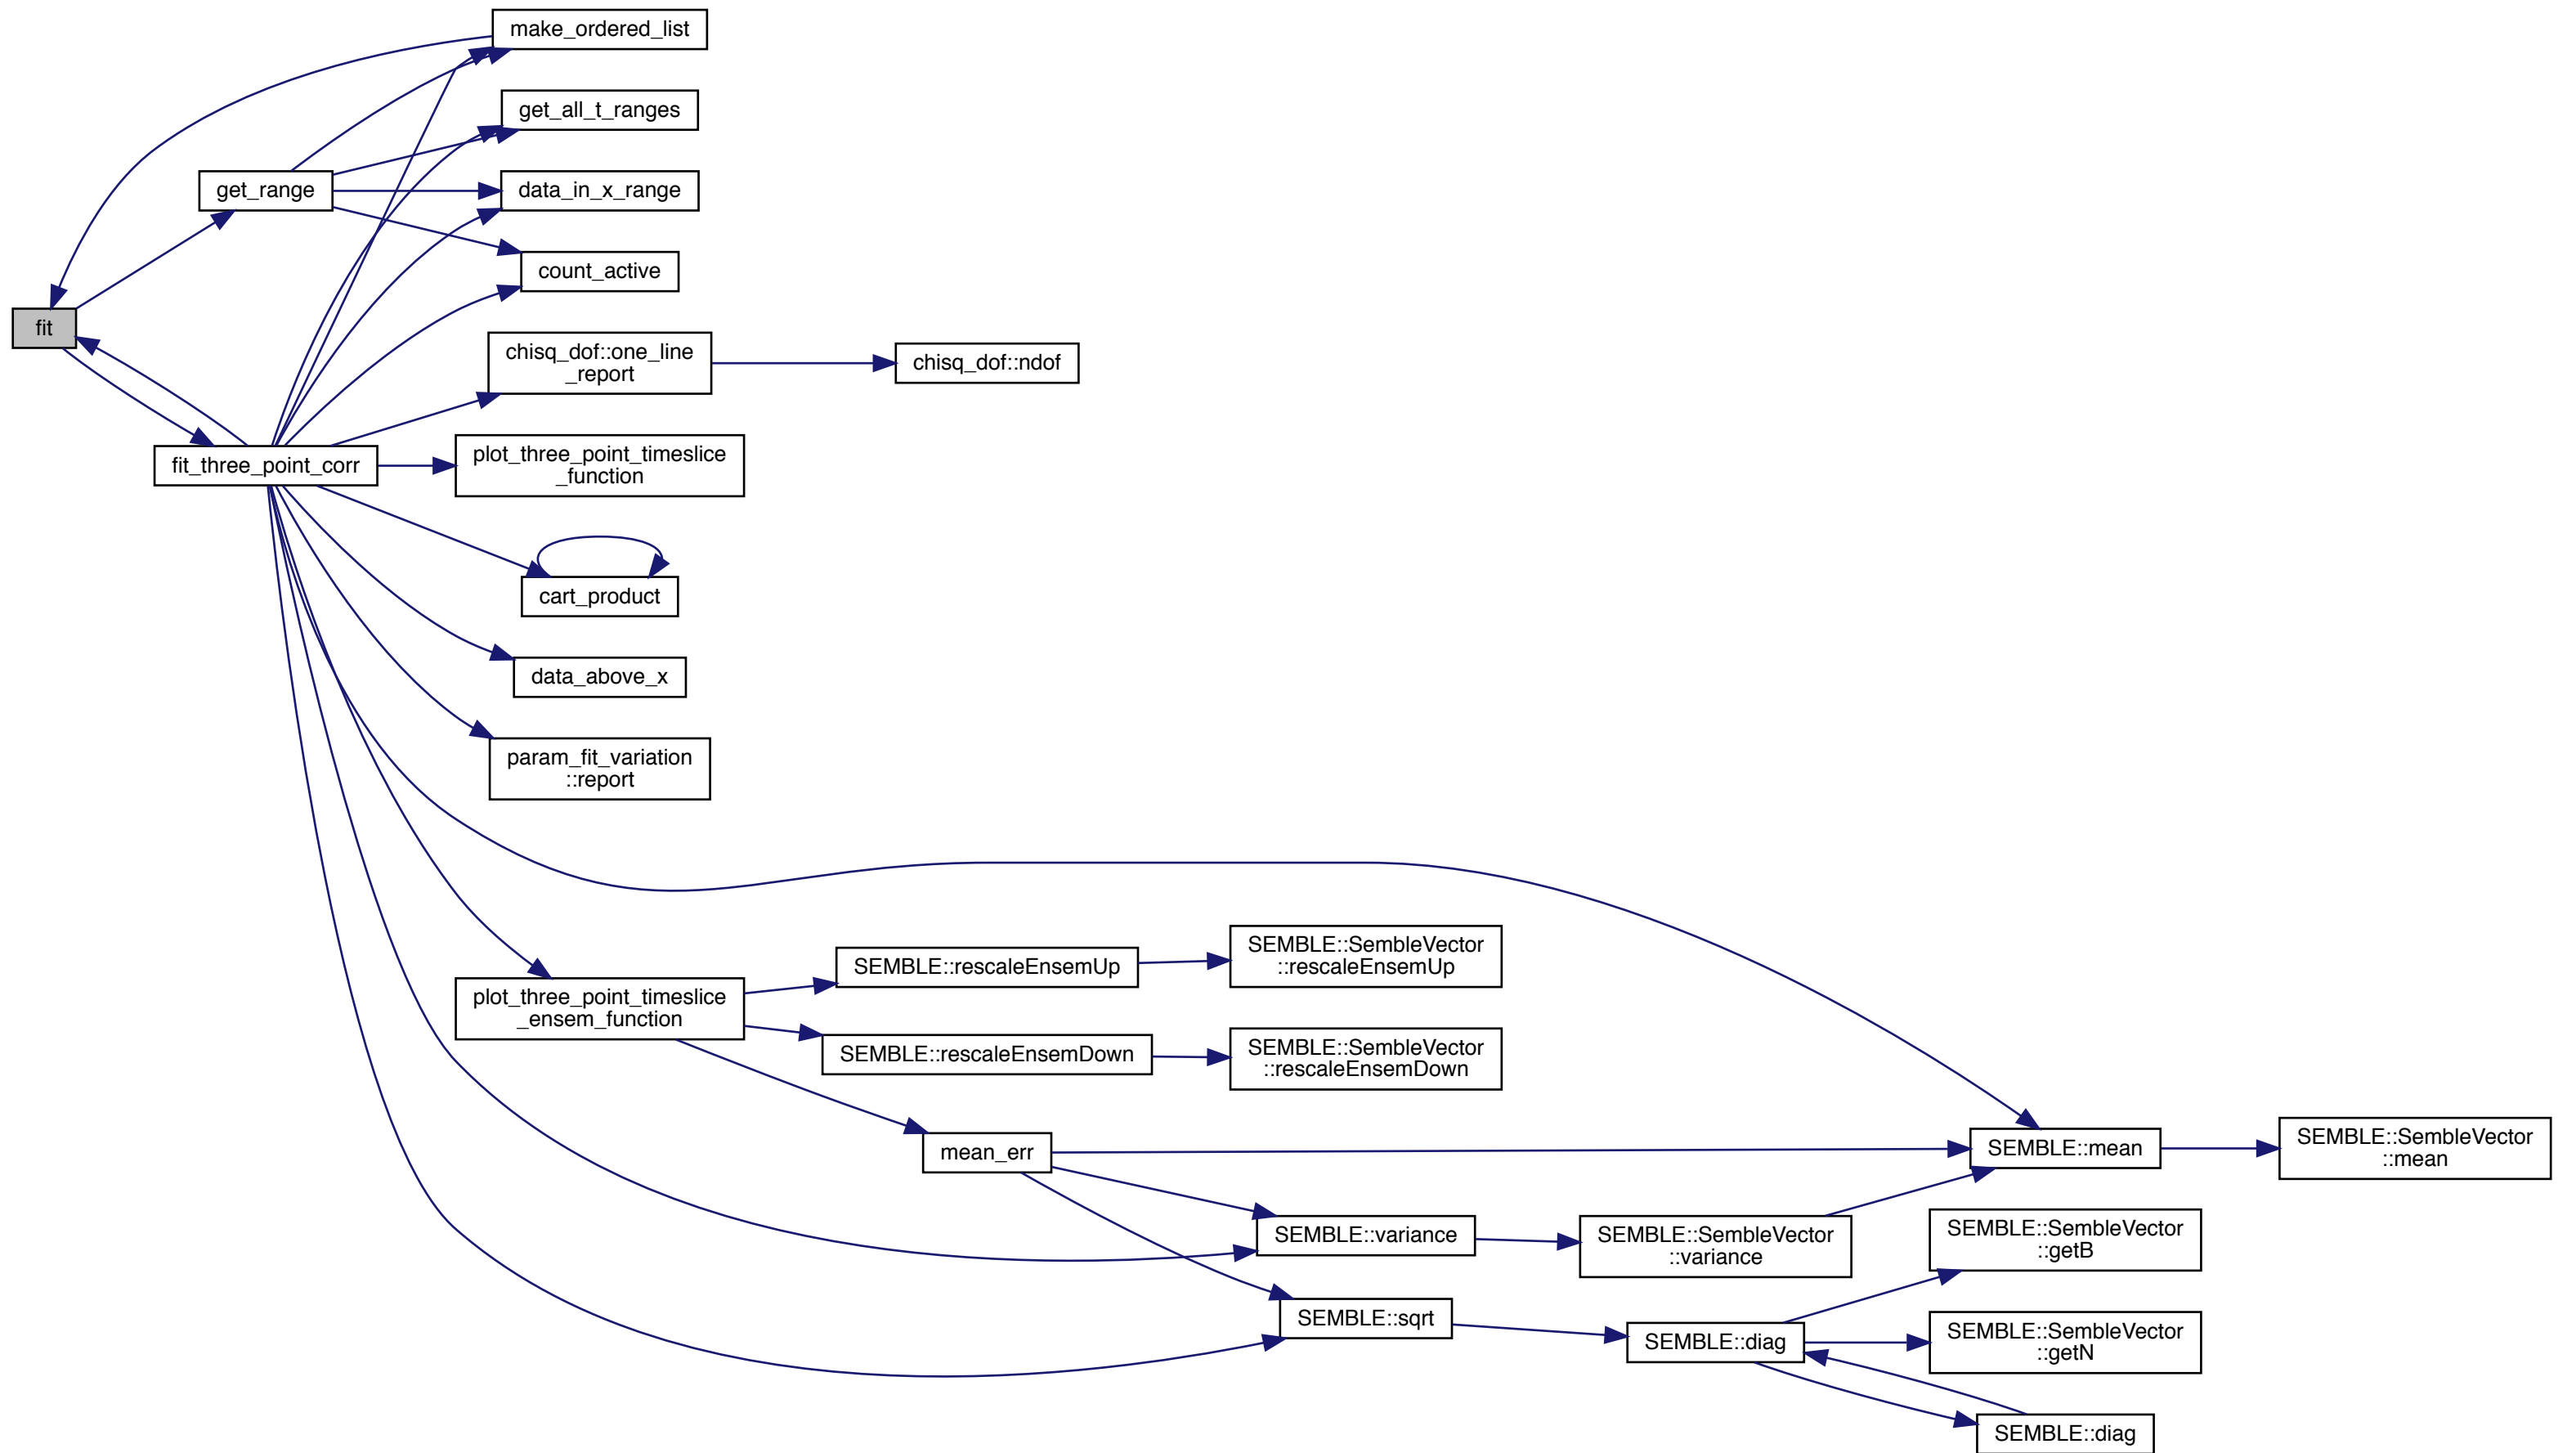 make_ordered_list
get_all_t_ranges
get_range
data_in_x_range
count_active
fit
chisq_dof::one_line
_report
chisq_dof::ndof
fit_three_point_corr
plot_three_point_timeslice
_function
cart_product
data_above_x
param_fit_variation
::report
plot_three_point_timeslice
_ensem_function
SEMBLE::rescaleEnsemUp
SEMBLE::SembleVector
::rescaleEnsemUp
SEMBLE::rescaleEnsemDown
SEMBLE::SembleVector
::rescaleEnsemDown
mean_err
SEMBLE::mean
SEMBLE::SembleVector
::mean
SEMBLE::variance
SEMBLE::SembleVector
::variance
SEMBLE::SembleVector
::getB
SEMBLE::sqrt
SEMBLE::diag
SEMBLE::SembleVector
::getN
SEMBLE::diag